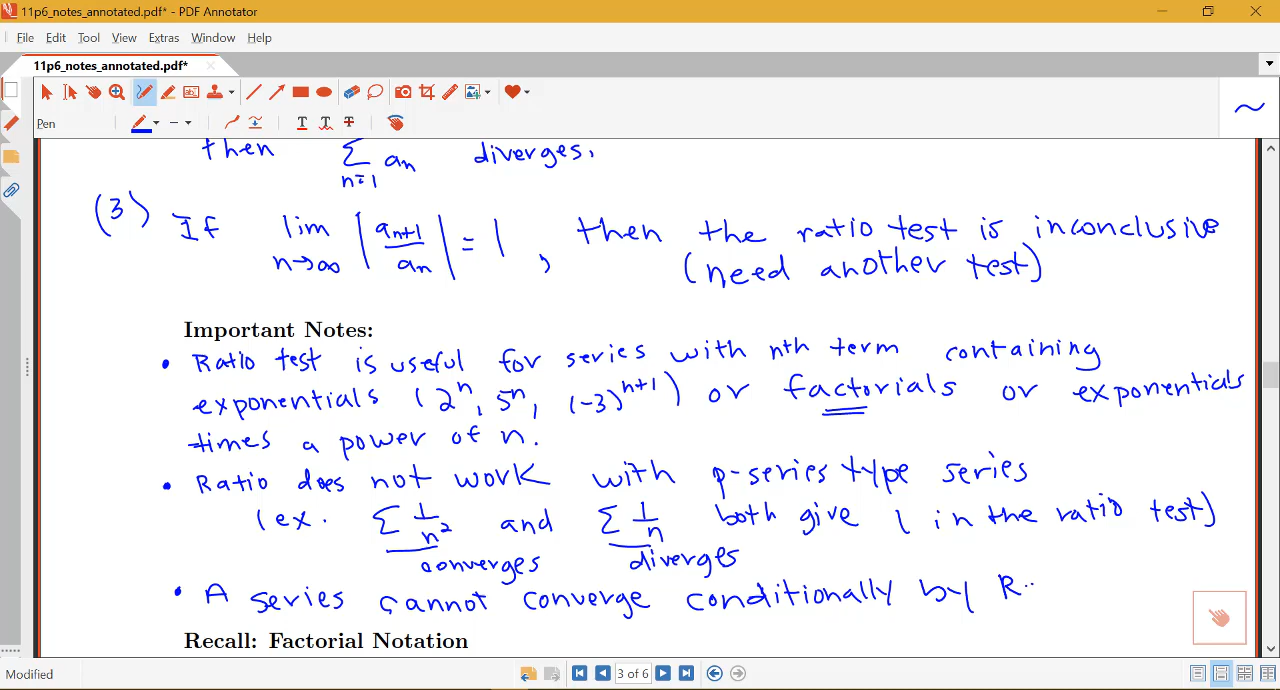 11p6_notes_annotated.pdf* - PDF Annotator
File Edit Tool View Extras Window Help
11p6_notes_annotated.pdf*
Pen
then ∑ n=1 an diverges.
(3) If lim n→∞ |an+1/an| = 1, then the ratio test is inconclusive
(need another test)
Important Notes:
• Ratio test is useful for series with nth term containing
exponentials (2^n, 5^n, (-3)^n+1) or factorials or exponentials
times a power of n.
• Ratio does not work with p-series type series
(ex. ∑ 1/n² and ∑ 1/n both give 1 in the ratio test)
converges diverges
• A series cannot converge conditionally by R
Recall: Factorial Notation
Modified 3 of 6